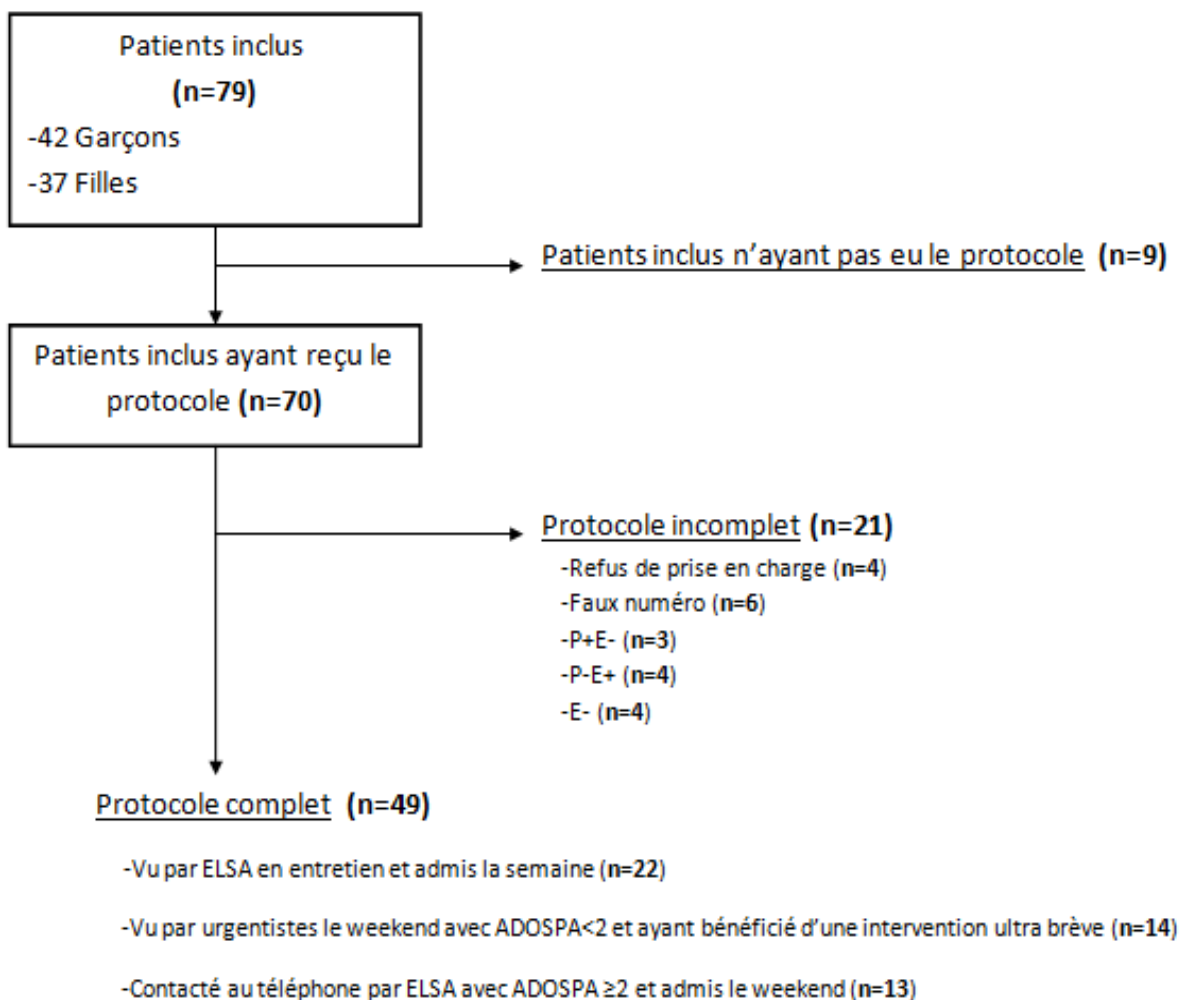 Patients inclus
(n=79)
-42 Garçons
-37 Filles
Patients inclus n'ayant pas eu le protocole (n=9)
Patients inclus ayant reçu le
protocole (n=70)
Protocole incomplet (n=21)
-Refus de prise en charge (n=4)
-Faux numéro (n=6)
-P+E- (n=3)
-P-E+ (n=4)
-E- (n=4)
Protocole complet (n=49)
-Vu par ELSA en entretien et admis la semaine (n=22)
-Vu par urgentistes le weekend avec ADOSPA<2 et ayant bénéficié d'une intervention ultra brève (n=14)
-Contacté au téléphone par ELSA avec ADOSPA ≥2 et admis le weekend (n=13)